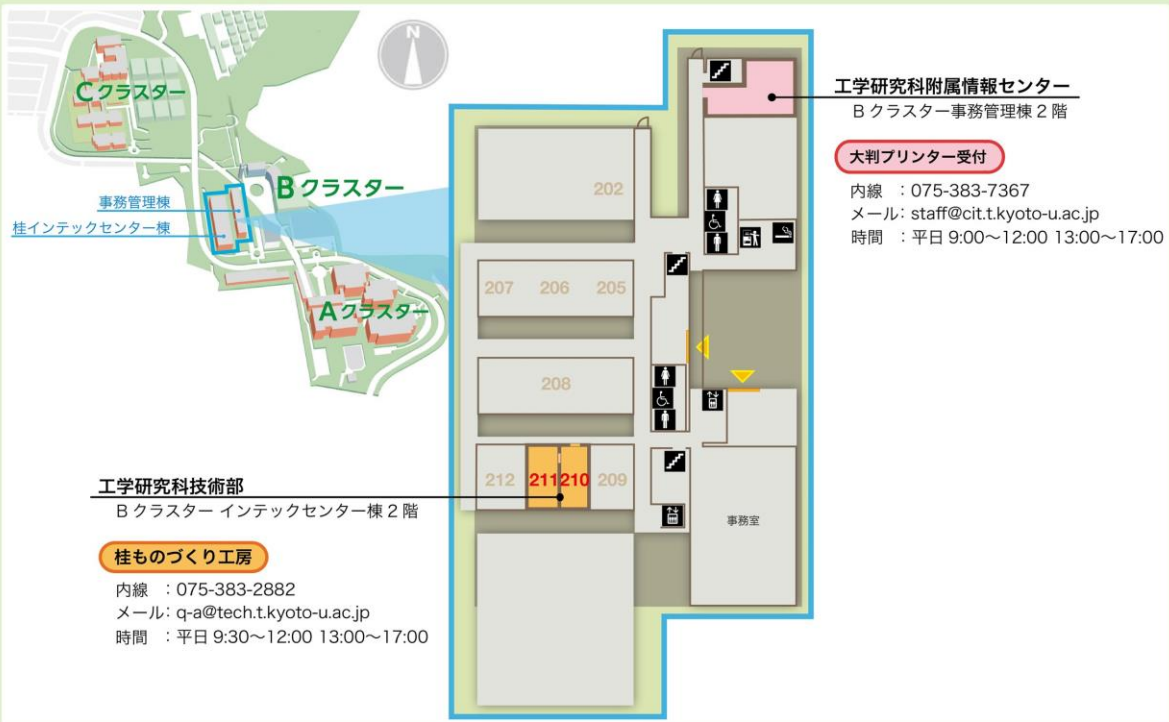 N
Cクラスター
Bクラスター
事務管理棟
桂インテックセンター棟
Aクラスター
202
207 206 205
208
212 211 210 209
事務室
工学研究科附属情報センター
Bクラスター事務管理棟2階
大判プリンター受付
内線 :075-383-7367
メール: staff@cit.t.kyoto-u.ac.jp
時間 :平日 9:00〜12:00 13:00〜17:00
工学研究科技術部
Bクラスター インテックセンター棟2階
桂ものづくり工房
内線 :075-383-2882
メール: q-a@tech.t.kyoto-u.ac.jp
時間 :平日 9:30〜12:00 13:00〜17:00